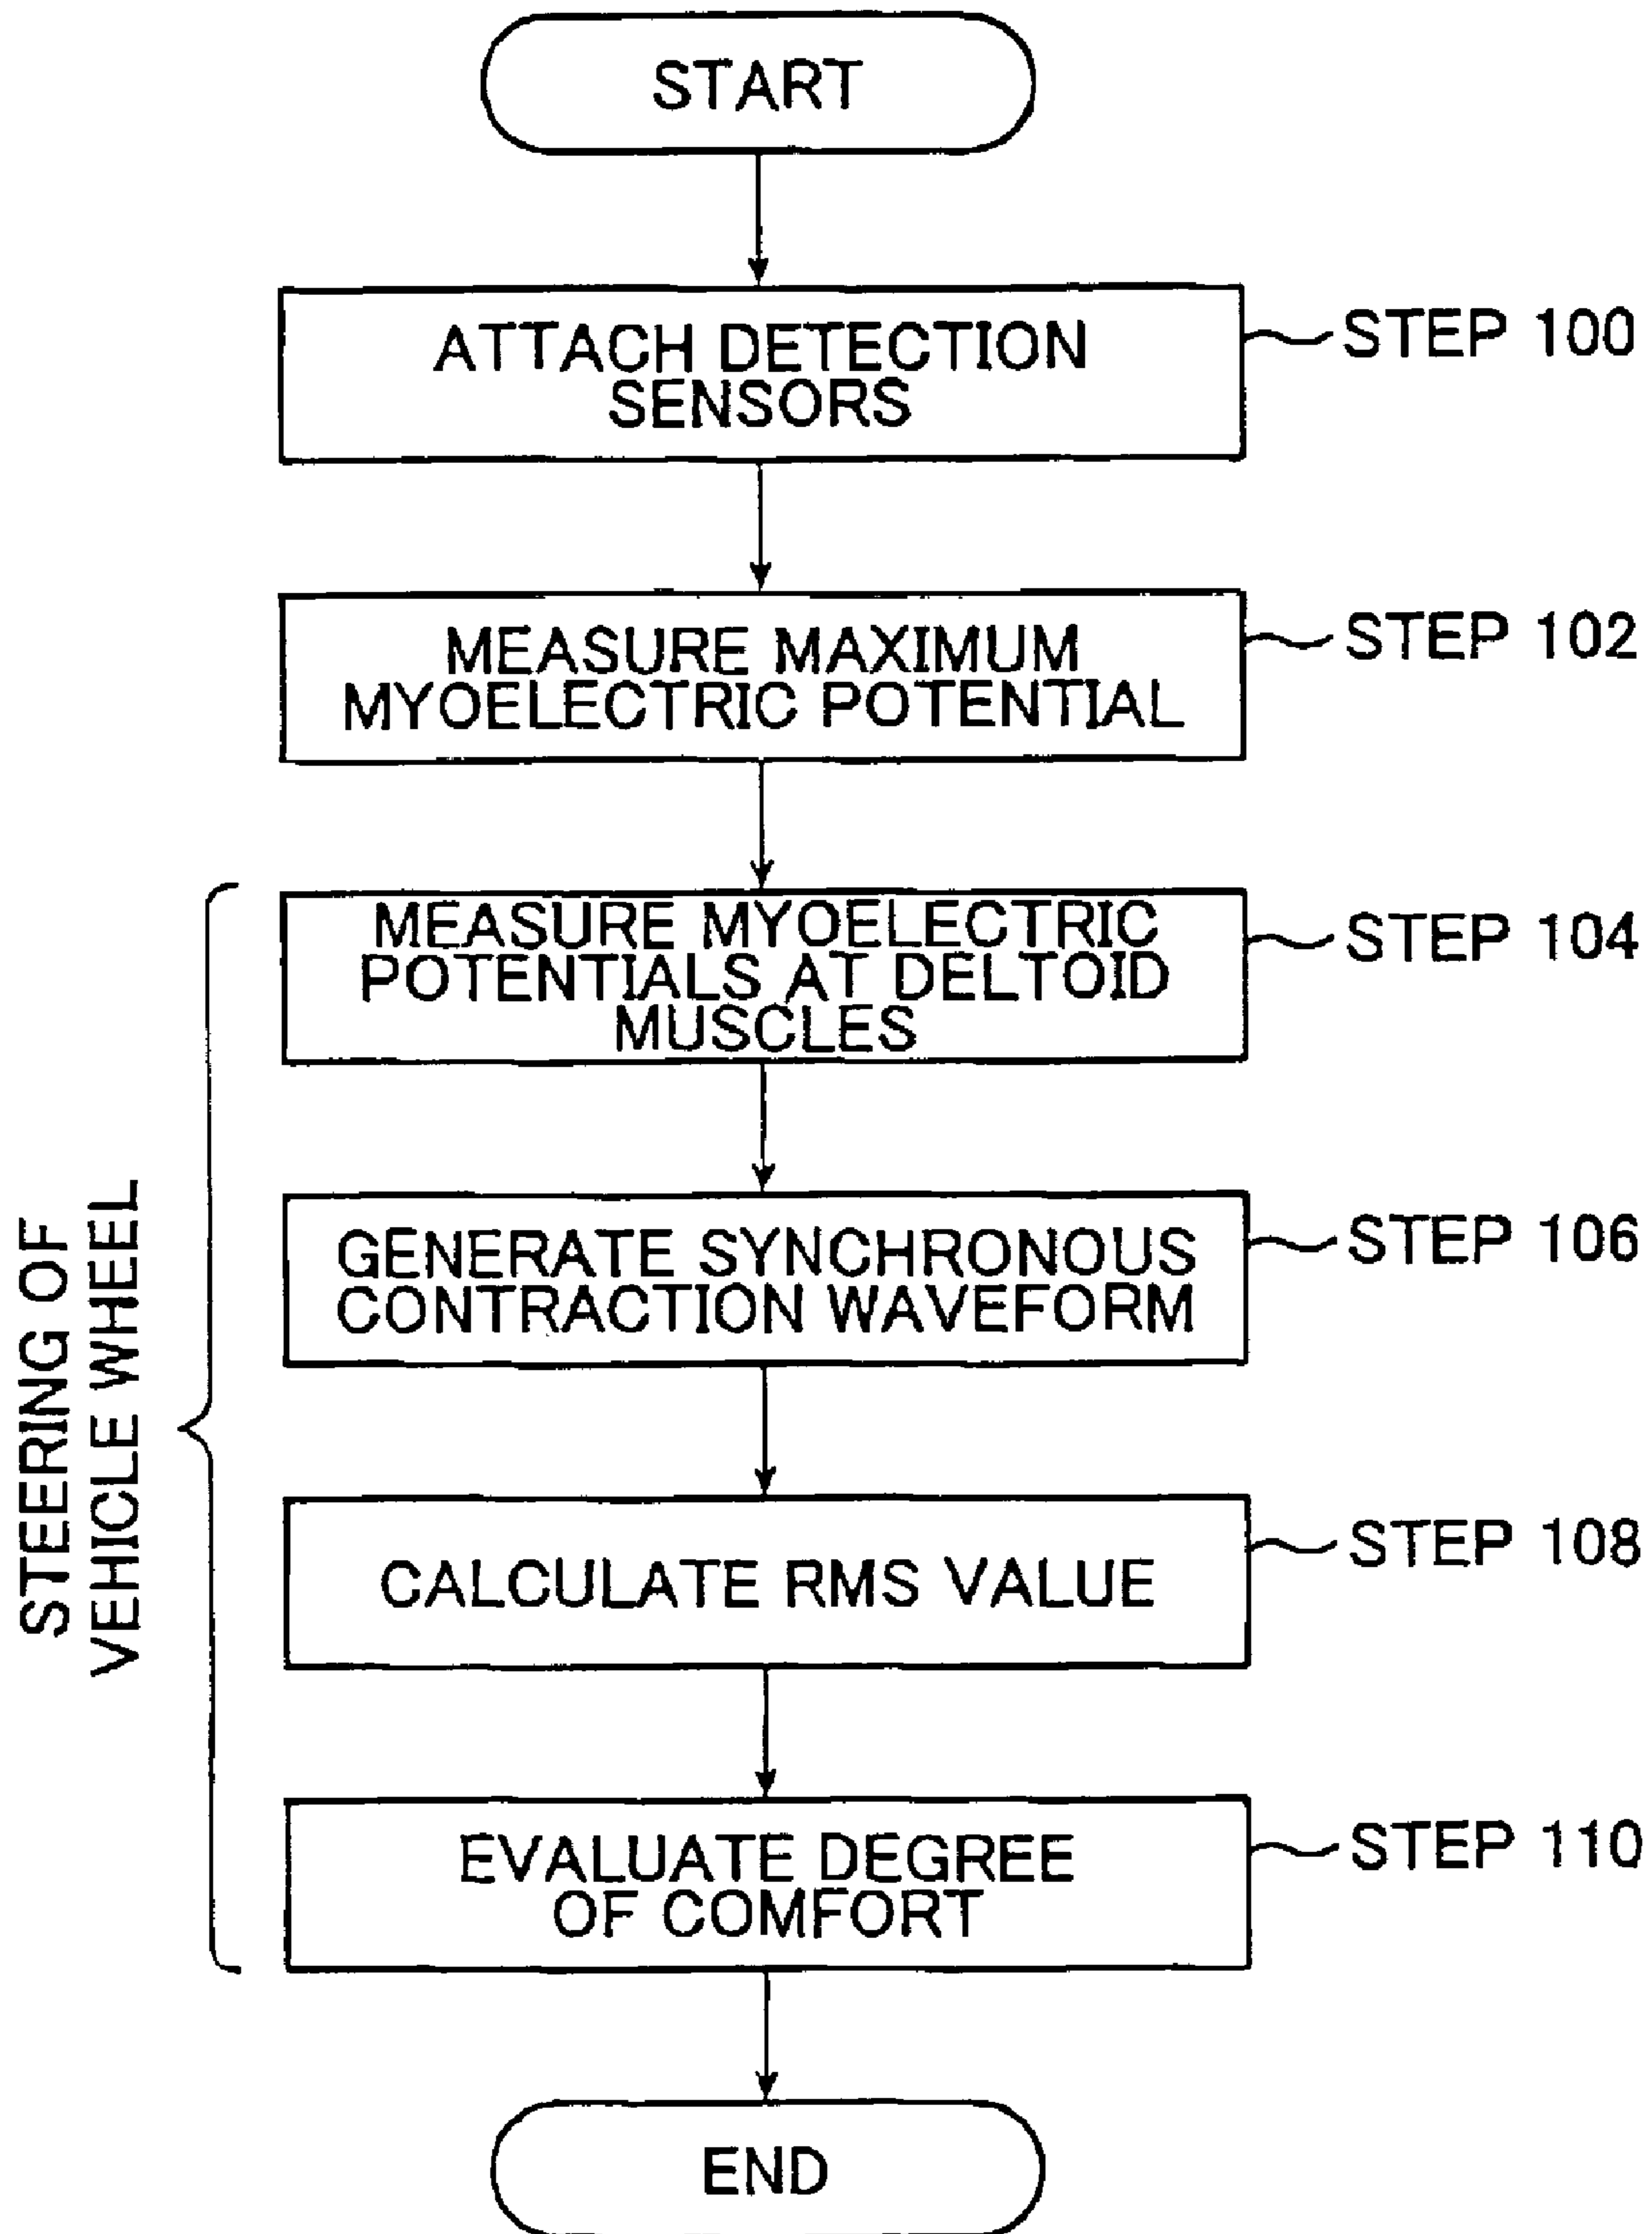 START
ATTACH DETECTION
SENSORS
STEP 100
MEASURE MAXIMUM
MYOELECTRIC POTENTIAL
STEP 102
STEERING OF
VEHICLE WHEEL
MEASURE MYOELECTRIC
POTENTIALS AT DELTOID
MUSCLES
STEP 104
GENERATE SYNCHRONOUS
CONTRACTION WAVEFORM
STEP 106
CALCULATE RMS VALUE
STEP 108
EVALUATE DEGREE
OF COMFORT
STEP 110
END